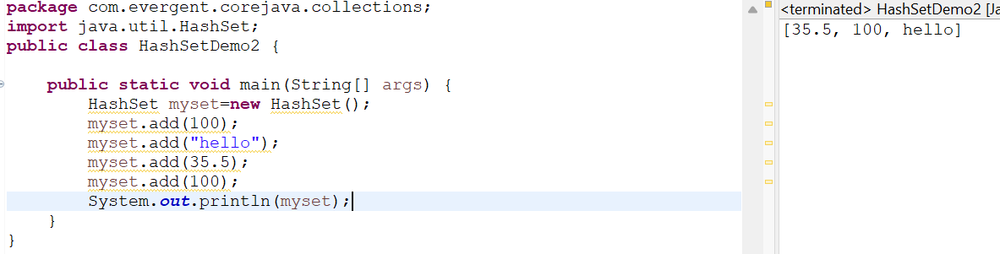 package com.evergent.corejava.collections;
import java.util.HashSet;
public class HashSetDemo2 {
public static void main(String[] args) {
HashSet myset=new HashSet();
myset.add(100);
myset.add("hello");
myset.add(35.5);
myset.add(100);
System.out.println(myset);
}
}
<terminated> HashSetDemo2 [Ja
[35.5, 100, hello]